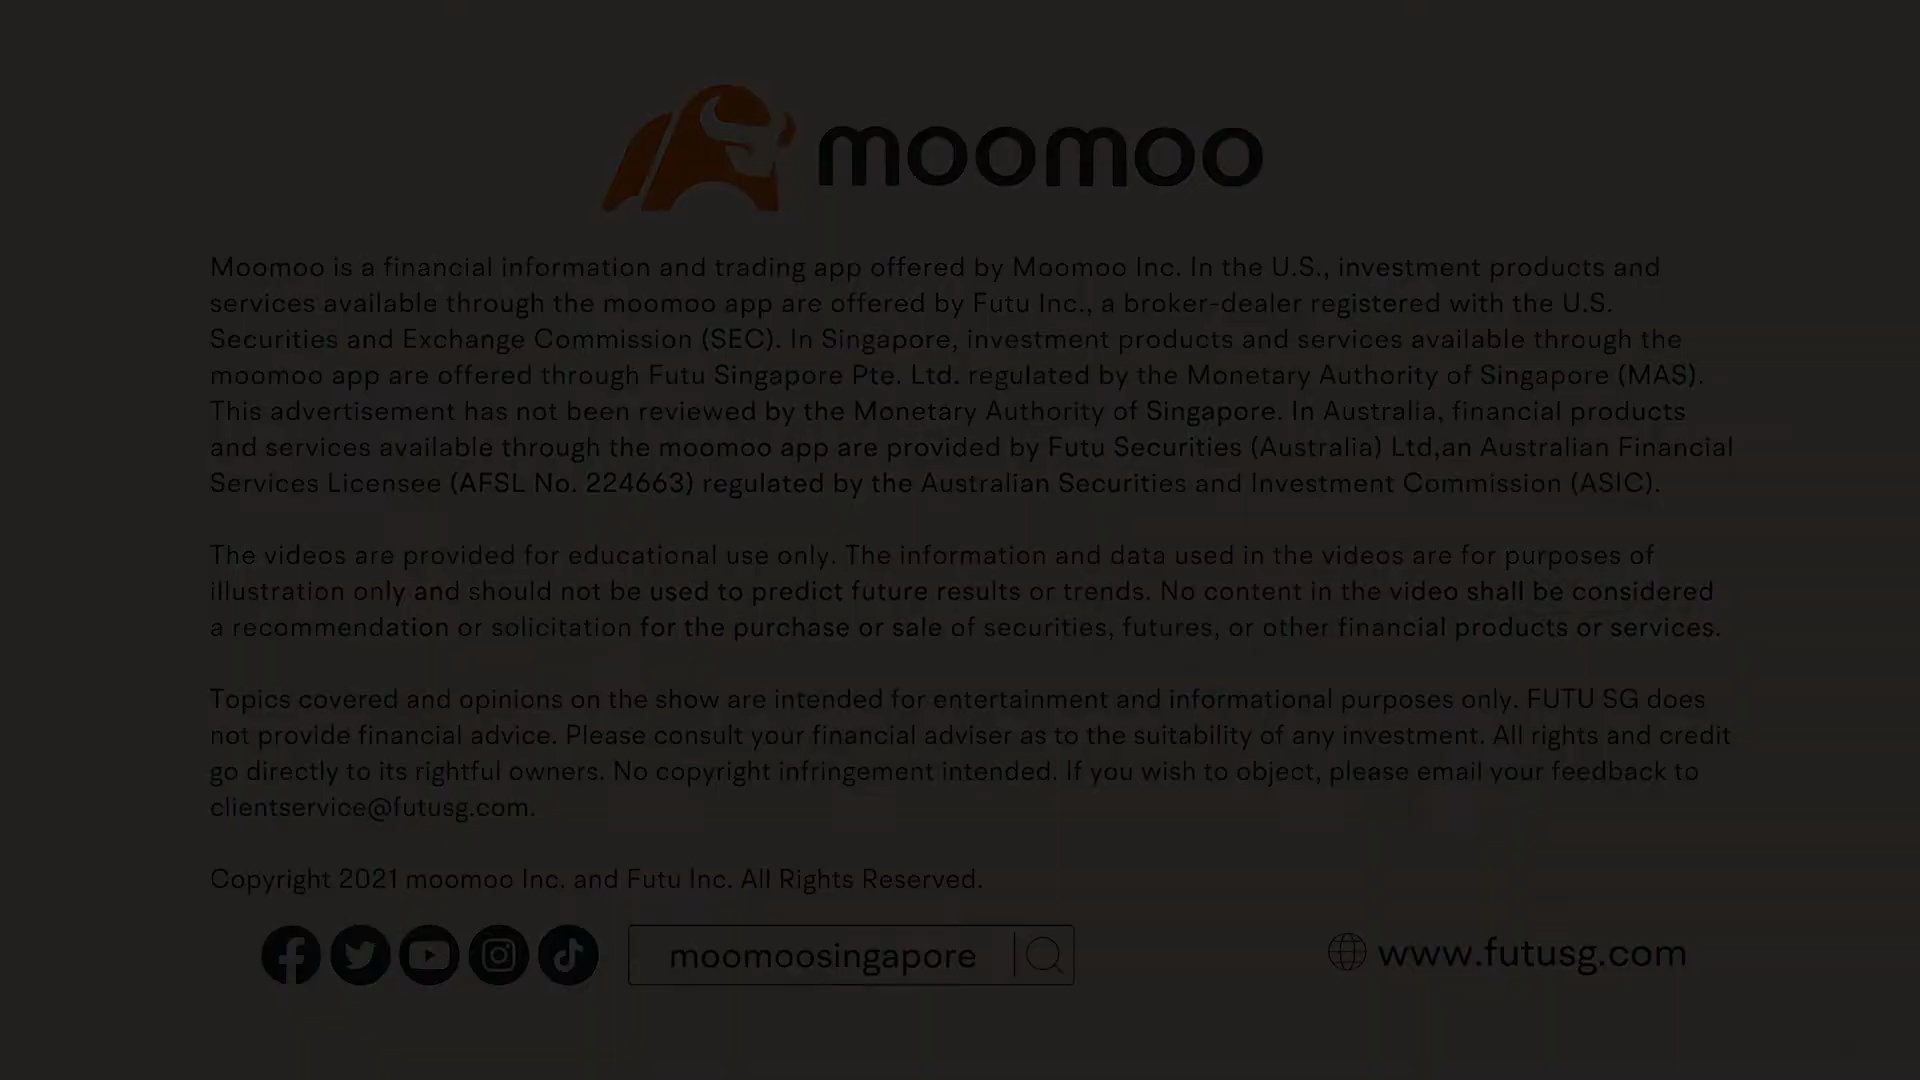 moomoo
Moomoo is a financial information and trading app offered by Moomoo Inc. In the U.S., investment products and
services available through the moomoo app are offered by Futu Inc., a broker-dealer registered with the U.S.
Securities and Exchange Commission (SEC). In Singapore, investment products and services available through the
moomoo app are offered through Futu Singapore Pte. Ltd. regulated by the Monetary Authority of Singapore (MAS).
This advertisement has not been reviewed by the Monetary Authority of Singapore. In Australia, financial products
and services available through the moomoo app are provided by Futu Securities (Australia) Ltd,an Australian Financial
Services Licensee (AFSL No. 224663) regulated by the Australian Securities and Investment Commission (ASIC).
The videos are provided for educational use only. The information and data used in the videos are for purposes of
illustration only and should not be used to predict future results or trends. No content in the video shall be considered
a recommendation or solicitation for the purchase or sale of securities, futures, or other financial products or services.
Topics covered and opinions on the show are intended for entertainment and informational purposes only. FUTU SG does
not provide financial advice. Please consult your financial adviser as to the suitability of any investment. All rights and credit
go directly to its rightful owners. No copyright infringement intended. If you wish to object, please email your feedback to
clientservice@futusg.com.
Copyright 2021 moomoo Inc. and Futu Inc. All Rights Reserved.
moomoosingapore
www.futusg.com